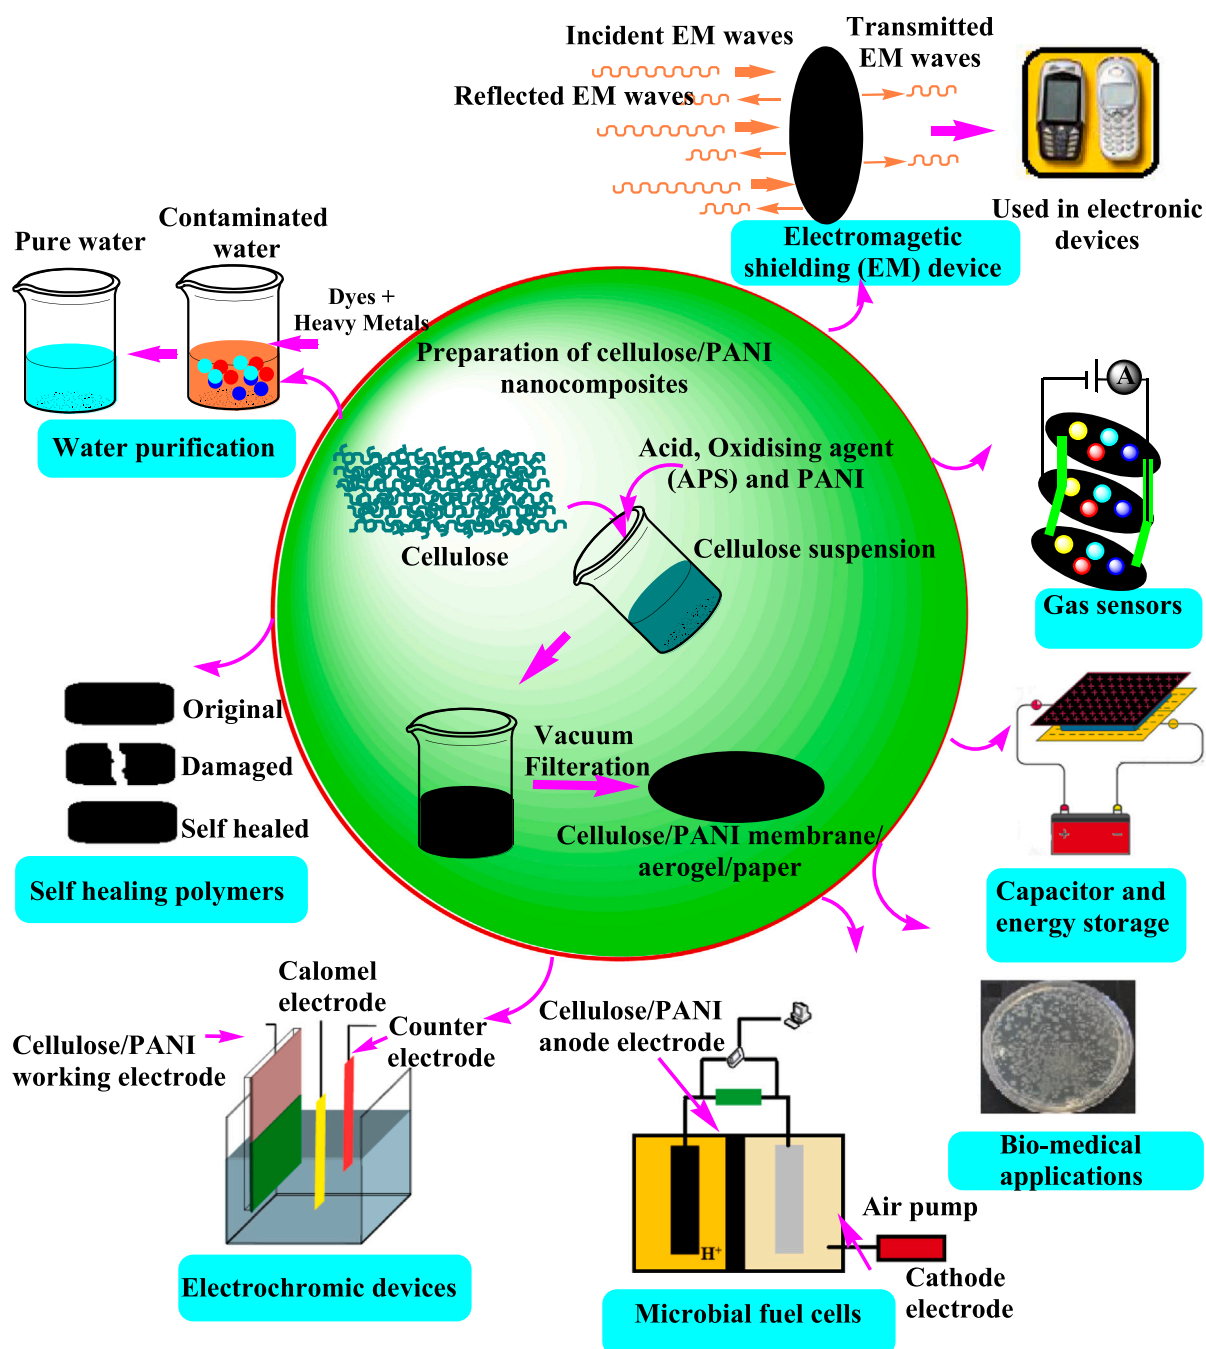 Incident EM waves
Transmitted
EM waves
Reflected EM waves
Used in electronic
devices
Electromagetic
shielding (EM) device
Pure water
Contaminated
water
Dyes +
Heavy Metals
Water purification
Preparation of cellulose/PANI
nanocomposites
Acid, Oxidising agent
(APS) and PANI
Cellulose
Cellulose suspension
Vacuum
Filteration
Cellulose/PANI membrane/
aerogel/paper
A
Gas sensors
+
-
Capacitor and
energy storage
Original
Damaged
Self healed
Self healing polymers
Calomel
electrode
Counter
electrode
Cellulose/PANI
working electrode
Electrochromic devices
Cellulose/PANI
anode electrode
H+
Air pump
Cathode
electrode
Microbial fuel cells
Bio-medical
applications